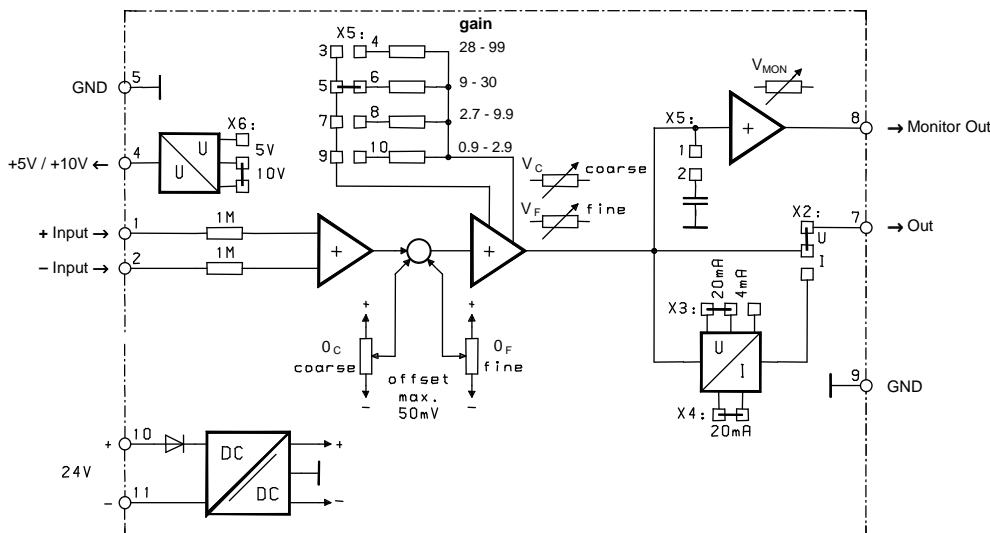 gain
X5:
3 4 28 - 99
5 6 9 - 30
7 8 2.7 - 9.9
9 10 0.9 - 2.9
GND 5
X6:
+5V / +10V ← 4
U
U
5V
10V
V_MON
X5:
+
8 → Monitor Out
1
2
V_C coarse
V_F fine
+ Input → 1 1M
− Input → 2 1M
+
+
X2:
7 → Out
U
I
20mA
4mA
X3:
U
I
X4:
20mA
9 GND
+
+
O_C
coarse
O_F
fine
offset
max.
50mV
−
−
+ 10
24V
− 11
DC
DC
+
−